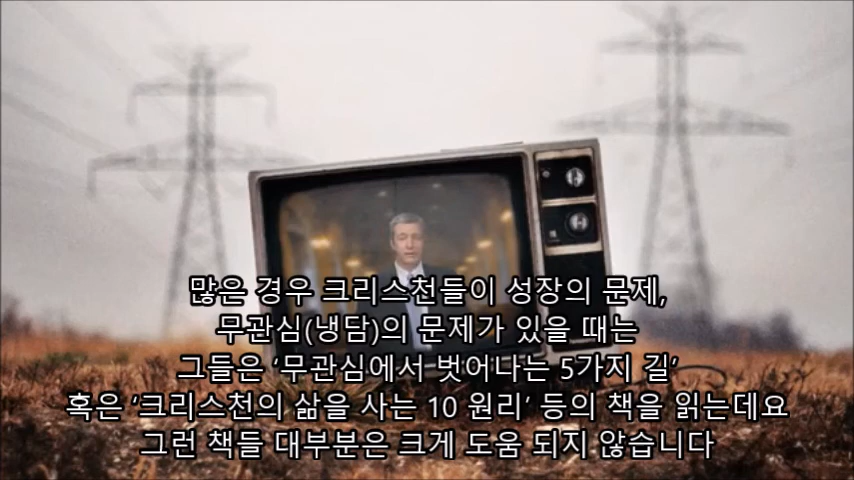 많은 경우 크리스천들이 성장의 문제,
무관심(냉담)의 문제가 있을 때는
그들은 '무관심에서 벗어나는 5가지 길'
혹은 '크리스천의 삶을 사는 10 원리' 등의 책을 읽는데요
그런 책들 대부분은 크게 도움 되지 않습니다